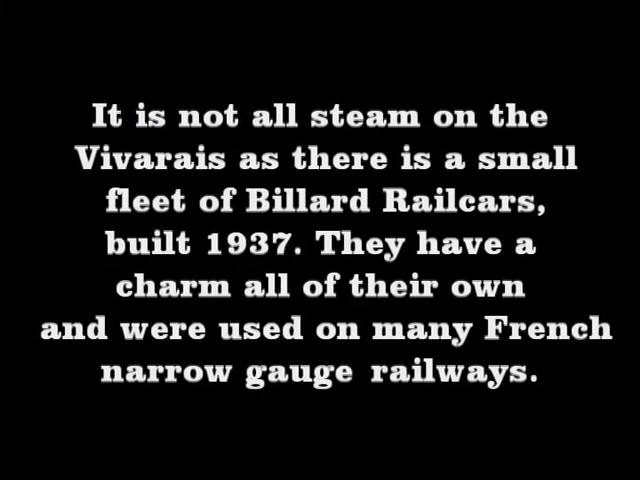 It is not all steam on the
Vivarais as there is a small
fleet of Billard Railcars,
built 1937. They have a
charm all of their own
and were used on many French
narrow gauge railways.